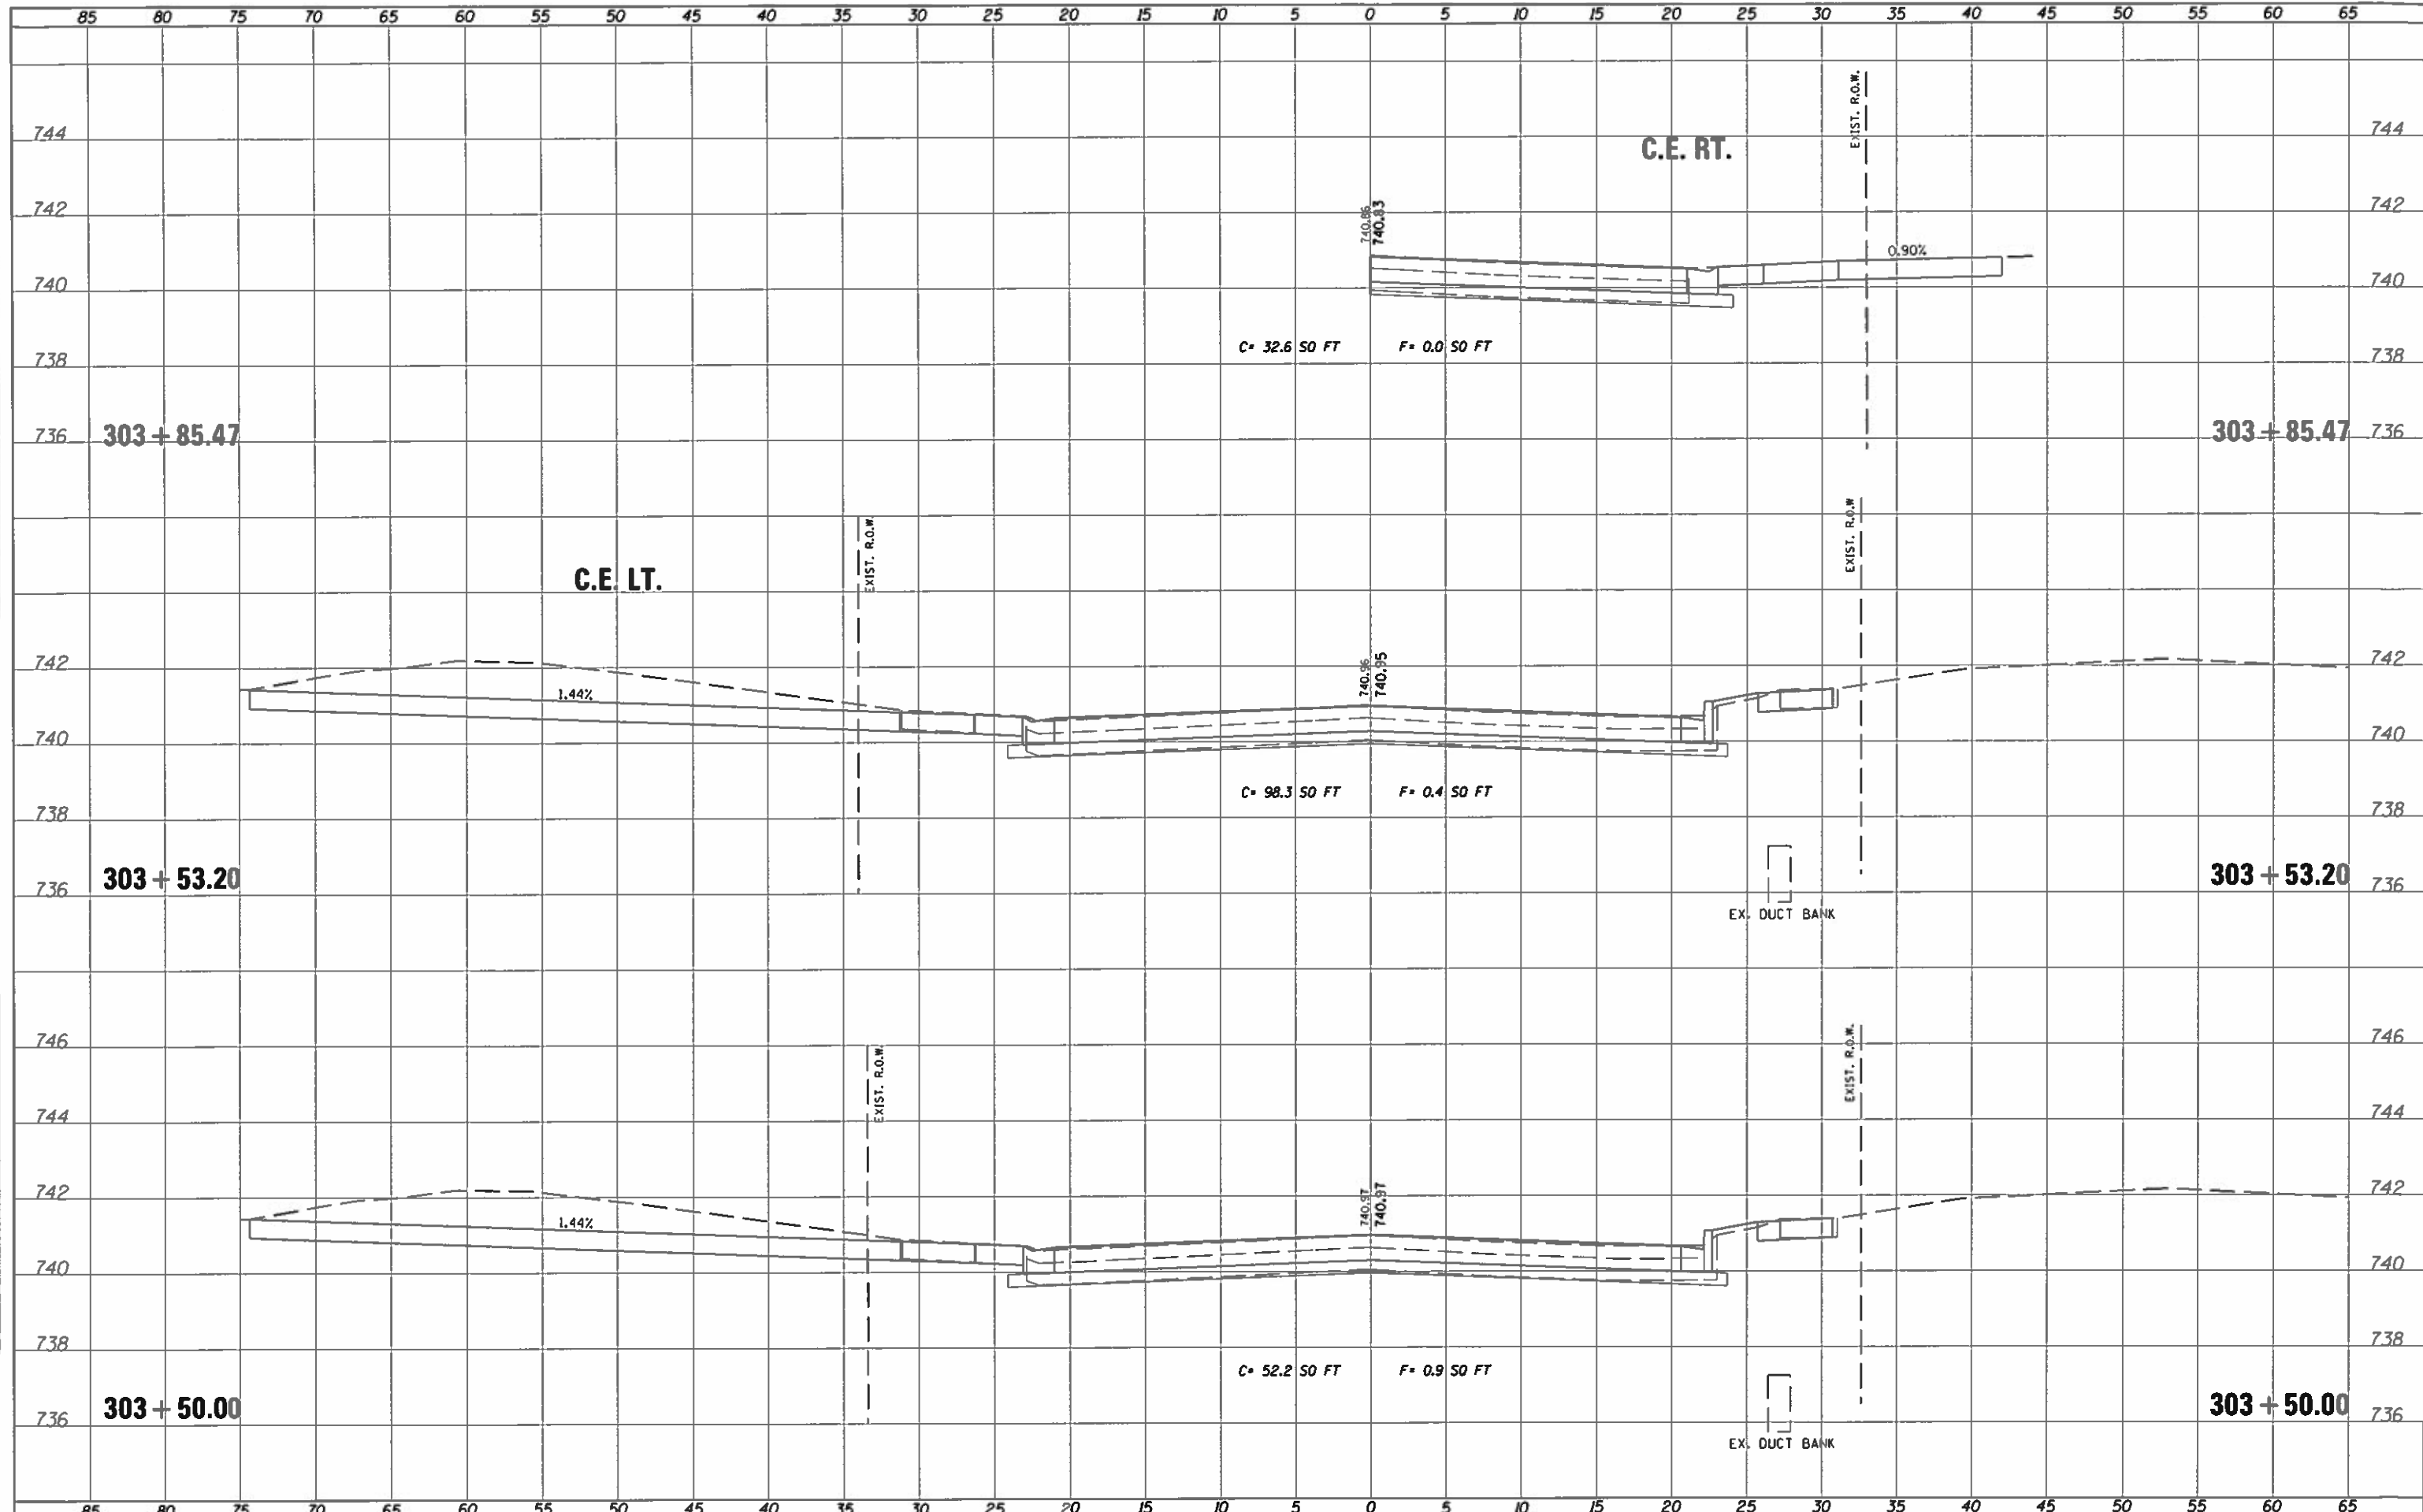 85 80 75 70 65 60 55 50 45 40 35 30 25 20 15 10 5 0 5 10 15 20 25 30 35 40 45 50 55 60 65
EXIST. R.O.W.
744 744
C.E. RT.
742 742
740.86
740.83
0.90%
740 740
C= 32.6 SQ FT F= 0.0 SQ FT
738 738
736 303 + 85.47 303 + 85.47 736
EXIST. R.O.W.
EXIST. R.O.W
C.E. LT.
742 742
740.96
740.95
1.44%
740 740
C= 98.3 SQ FT F= 0.4 SQ FT
738 738
736 303 + 53.20 303 + 53.20 736
EX. DUCT BANK
746 746
EXIST. R.O.W.
EXIST. R.O.W.
744 744
742 742
740.97
740.97
1.44%
740 740
738 738
C= 52.2 SQ FT F= 0.9 SQ FT
736 303 + 50.00 303 + 50.00 736
EX. DUCT BANK
85 80 75 70 65 60 55 50 45 40 35 30 25 20 15 10 5 0 5 10 15 20 25 30 35 40 45 50 55 60 65